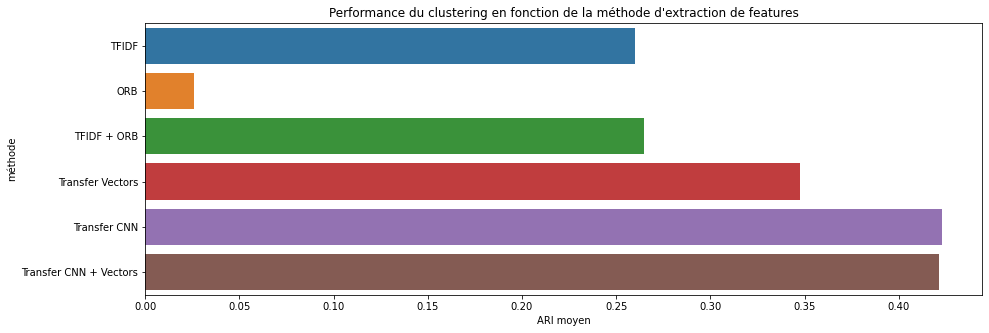 Performance du clustering en fonction de la méthode d'extraction de features
méthode
TFIDF
ORB
TFIDF + ORB
Transfer Vectors
Transfer CNN
Transfer CNN + Vectors
0.00 0.05 0.10 0.15 0.20 0.25 0.30 0.35 0.40
ARI moyen